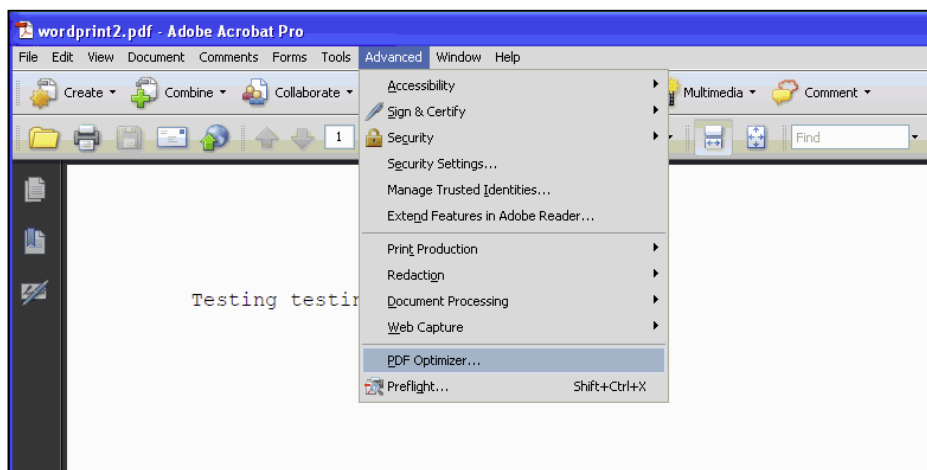 wordprint2.pdf - Adobe Acrobat Pro
File Edit View Document Comments Forms Tools Advanced Window Help
Create Combine Collaborate Multimedia Comment
1 Find
Accessibility
Sign & Certify
Security
Security Settings...
Manage Trusted Identities...
Extend Features in Adobe Reader...
Print Production
Redaction
Document Processing
Web Capture
PDF Optimizer...
Preflight... Shift+Ctrl+X
Testing